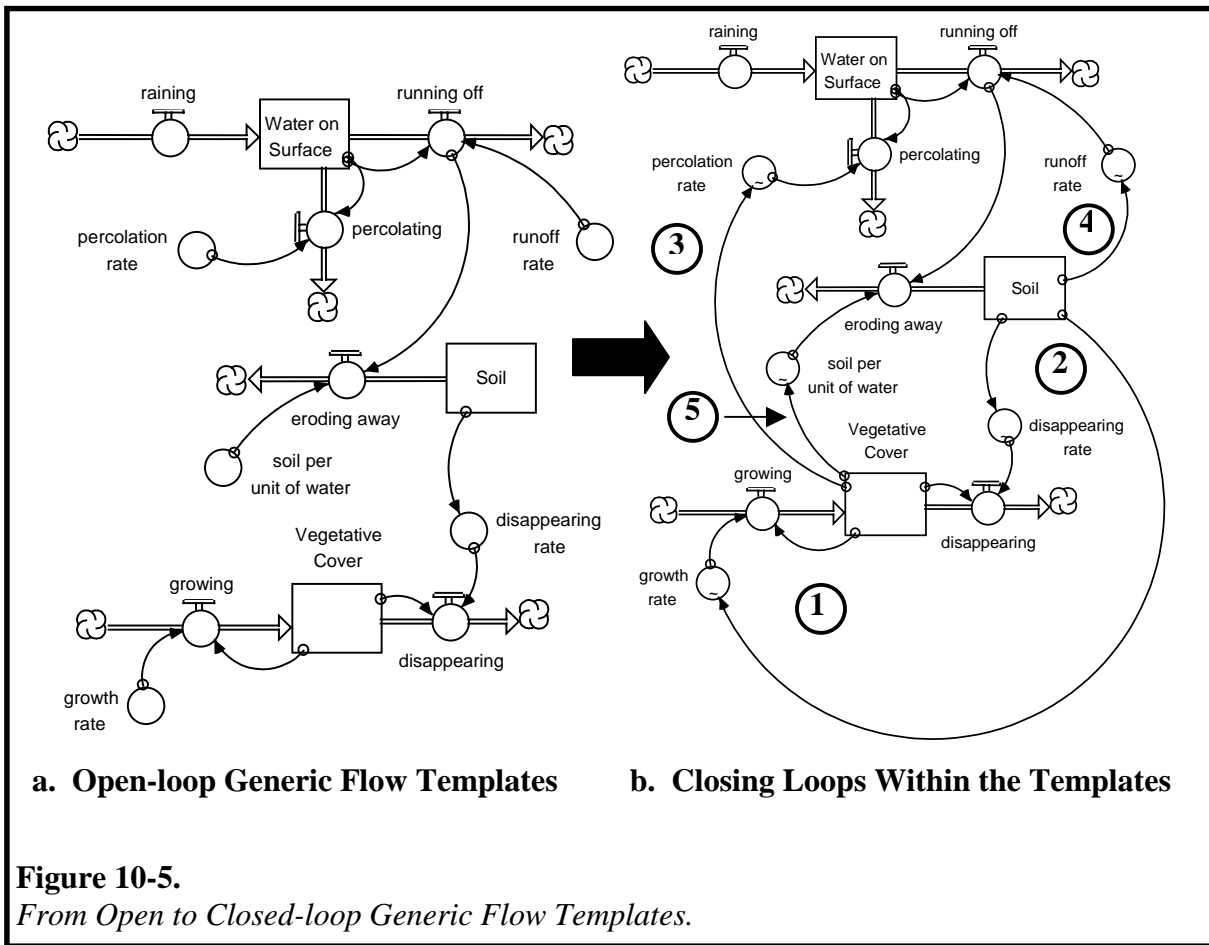 raining
Water on
Surface
running off
percolation
rate
percolating
runoff
rate
eroding away
Soil
soil per
unit of water
disappearing
rate
Vegetative
Cover
growing
disappearing
growth
rate
a. Open-loop Generic Flow Templates
raining
Water on
Surface
running off
percolation
rate
~
percolating
runoff
rate
~
3
4
eroding away
Soil
soil per
unit of water
~
2
5
disappearing
rate
~
Vegetative
Cover
growing
disappearing
growth
rate
~
1
b. Closing Loops Within the Templates
Figure 10-5.
From Open to Closed-loop Generic Flow Templates.